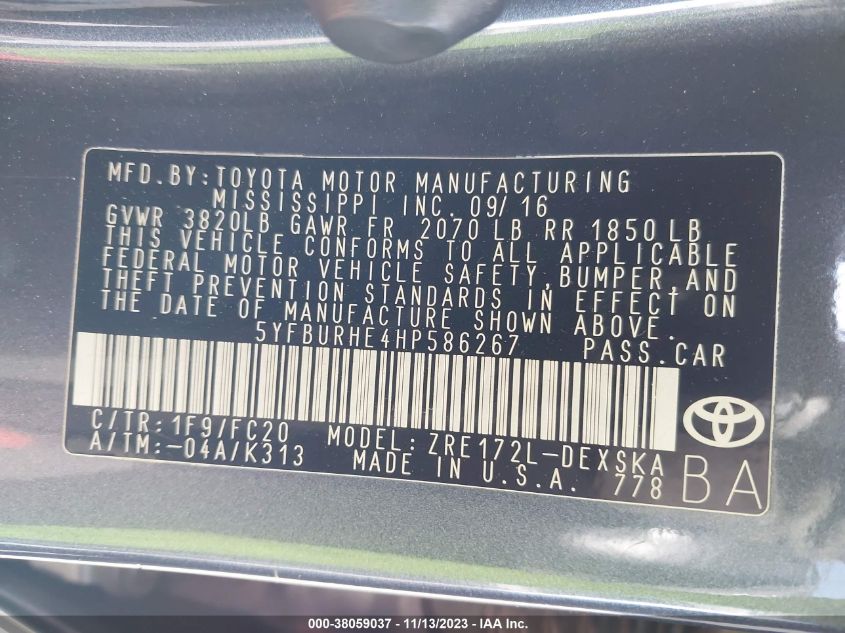 MFD.BY:TOYOTA MOTOR MANUFACTURING
MISSISSIPPI INC. 09/16
GVWR 3820LB GAWR FR 2070 LB RR 1850 LB
THIS VEHICLE CONFORMS TO ALL APPLICABLE
FEDERAL MOTOR VEHICLE SAFETY,BUMPER,AND
THEFT PREVENTION STANDARDS IN EFFECT ON
THE DATE OF MANUFACTURE SHOWN ABOVE.
5YFBURHE4HP586267 PASS.CAR
C/TR:1F9/FC20 MODEL:ZRE172L-DEXSKA
A/TM:-04A/K313 MADE IN U.S.A. 778
BA
000-38059037 - 11/13/2023 - IAA Inc.